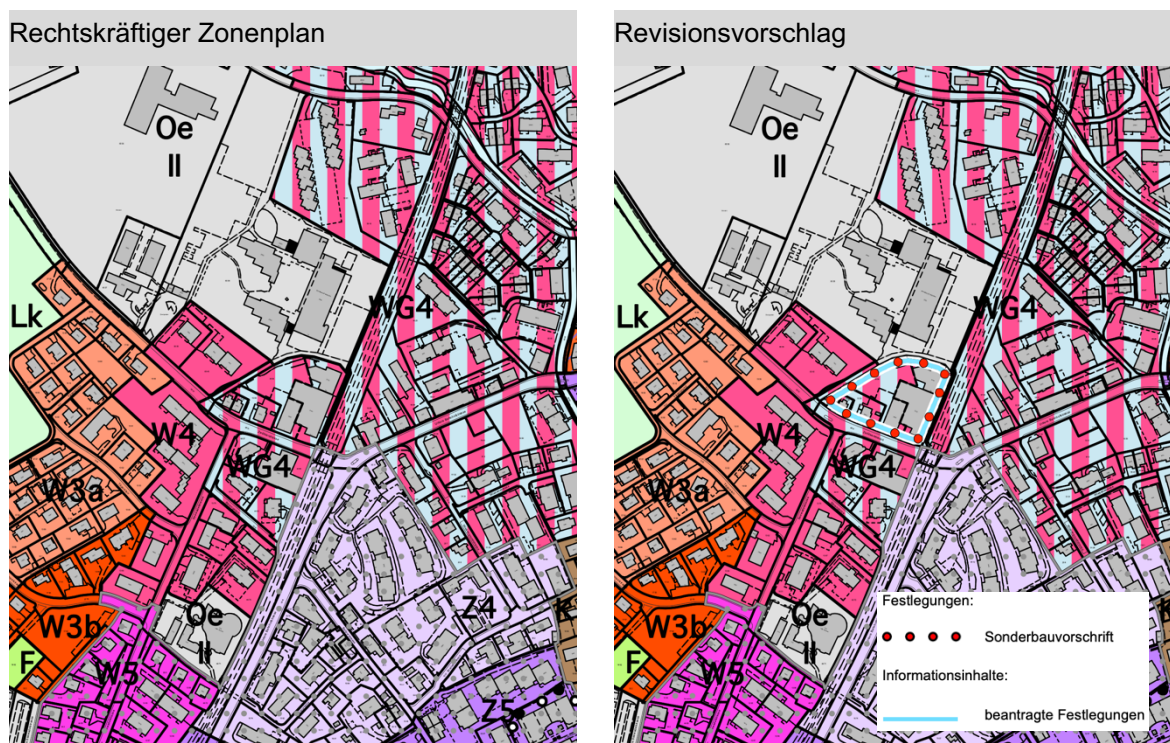 Rechtskräftiger Zonenplan
Oe
II
WG4
Lk
W4
WG4
W3a
Oe
II
Z4
W3b
F
W5
Z5
Revisionsvorschlag
Oe
II
WG4
Lk
W4
WG4
W3a
Oe
II
W3b
F
W5
Festlegungen:
Sonderbauvorschrift
Informationsinhalte:
beantragte Festlegungen